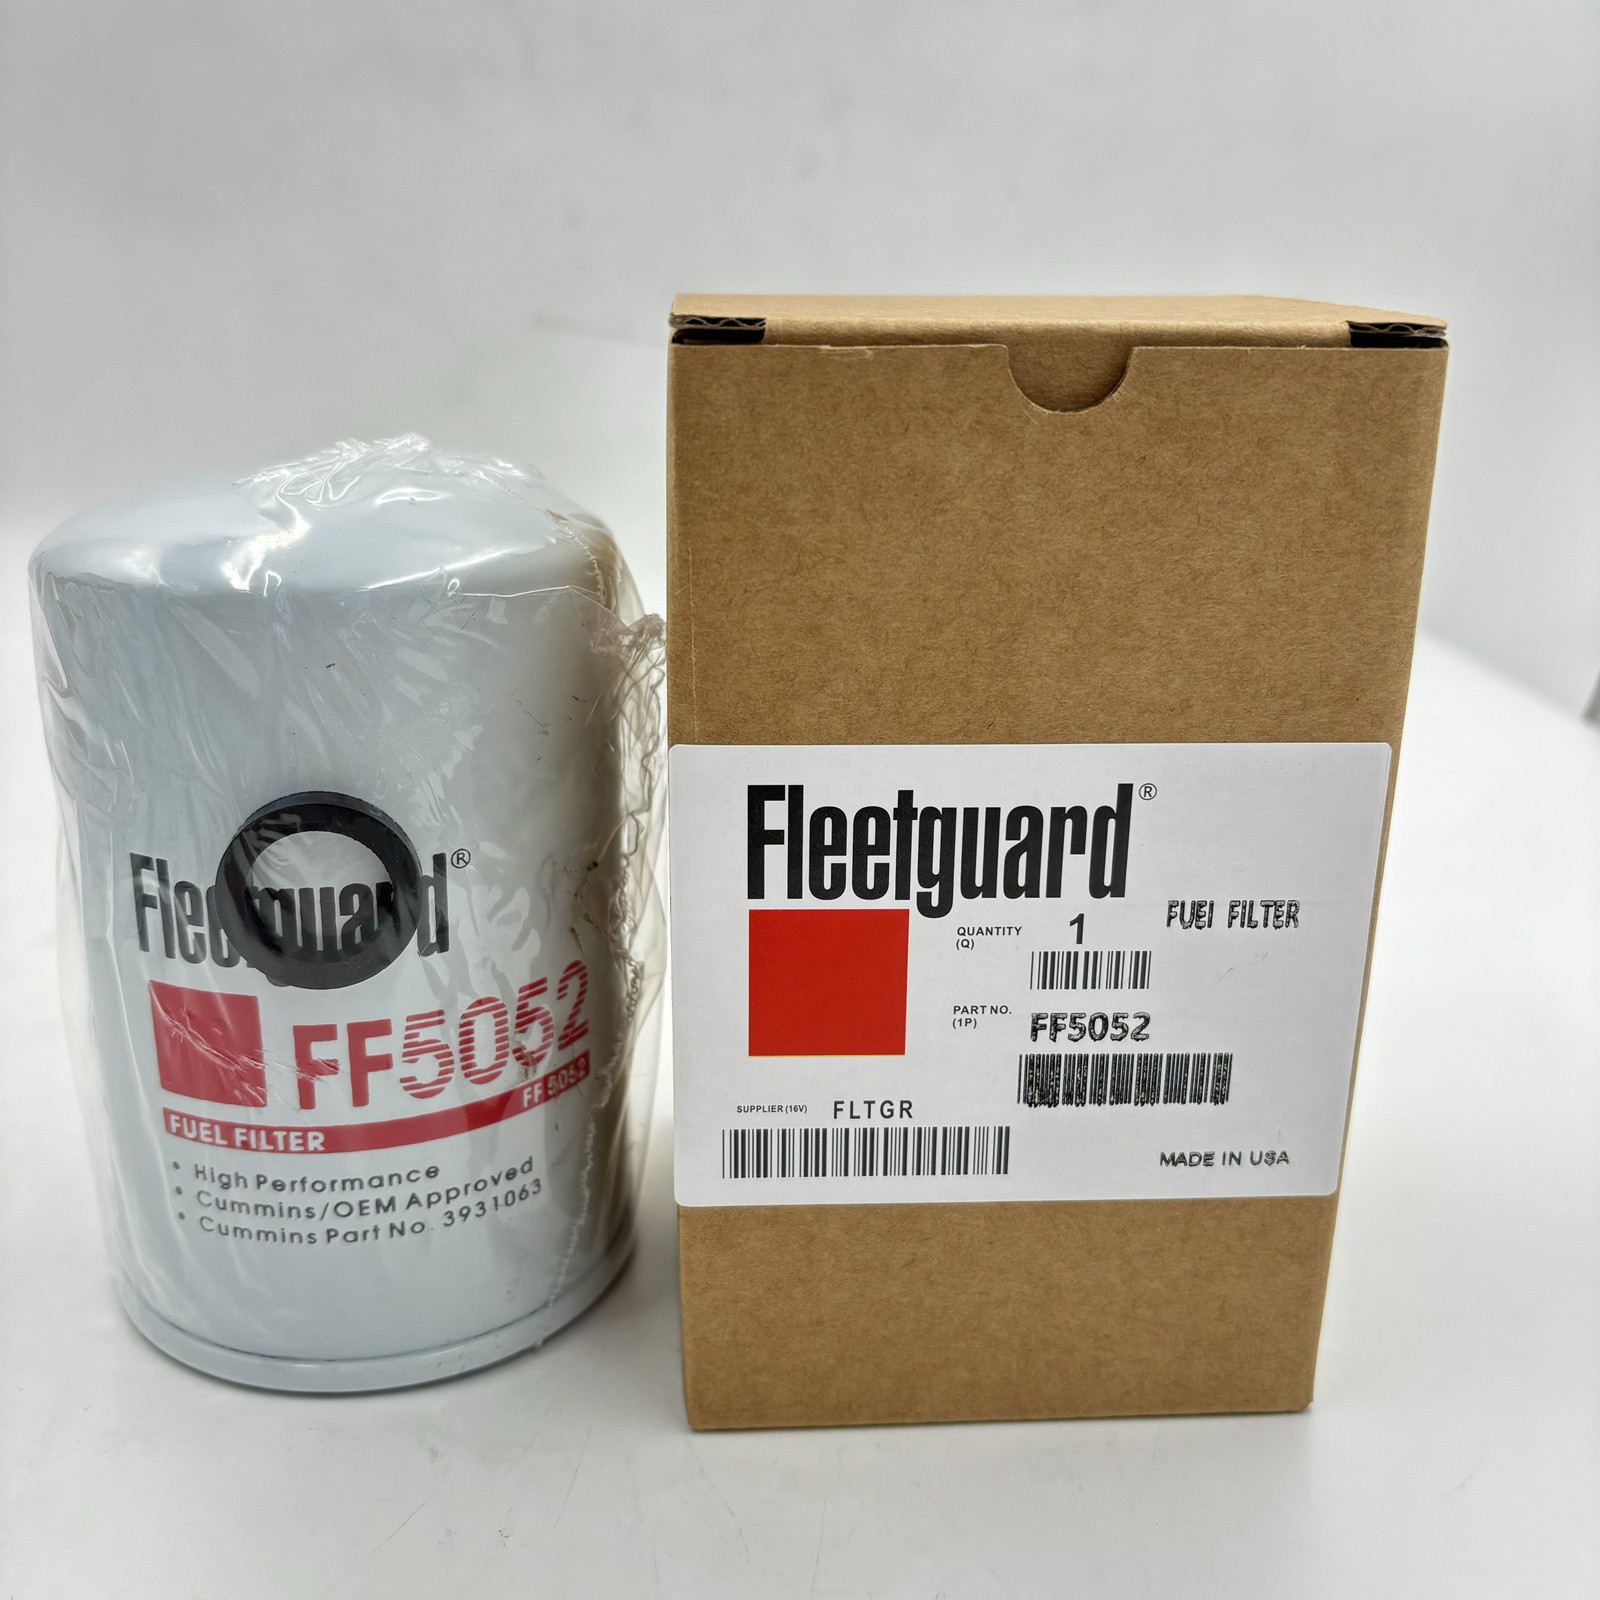 Fleetguard®
FF5052
FF5052
FUEL FILTER
• High Performance
• Cummins/OEM Approved
• Cummins Part No. 3931063
Fleetguard®
QUANTITY 1
(Q)
FUEl FILTER
PART NO. FF5052
(1P)
SUPPLIER (16V) FLTGR
MADE IN USA